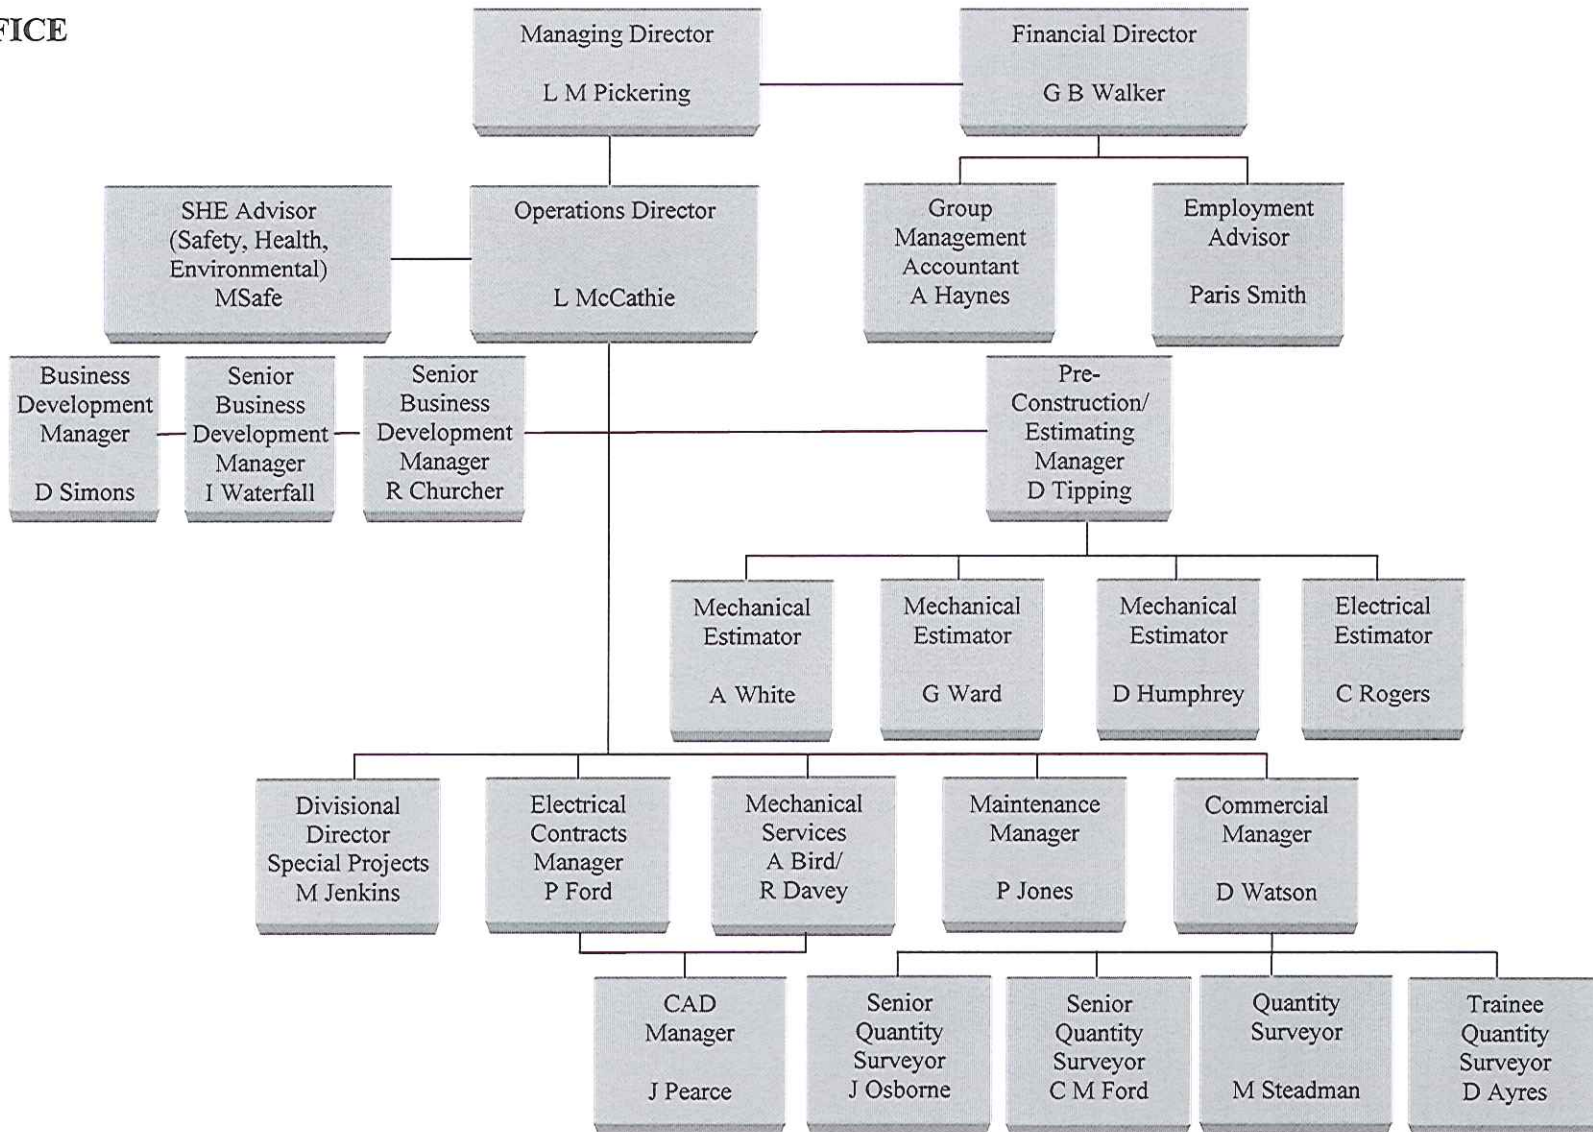 FICE
Managing Director
L M Pickering
Financial Director
G B Walker
SHE Advisor
(Safety, Health,
Environmental)
MSafe
Operations Director
L McCathie
Group
Management
Accountant
A Haynes
Employment
Advisor
Paris Smith
Business
Development
Manager
D Simons
Senior
Business
Development
Manager
I Waterfall
Senior
Business
Development
Manager
R Churcher
Pre-
Construction/
Estimating
Manager
D Tipping
Mechanical
Estimator
A White
Mechanical
Estimator
G Ward
Mechanical
Estimator
D Humphrey
Electrical
Estimator
C Rogers
Divisional
Director
Special Projects
M Jenkins
Electrical
Contracts
Manager
P Ford
Mechanical
Services
A Bird/
R Davey
Maintenance
Manager
P Jones
Commercial
Manager
D Watson
CAD
Manager
J Pearce
Senior
Quantity
Surveyor
J Osborne
Senior
Quantity
Surveyor
C M Ford
Quantity
Surveyor
M Steadman
Trainee
Quantity
Surveyor
D Ayres